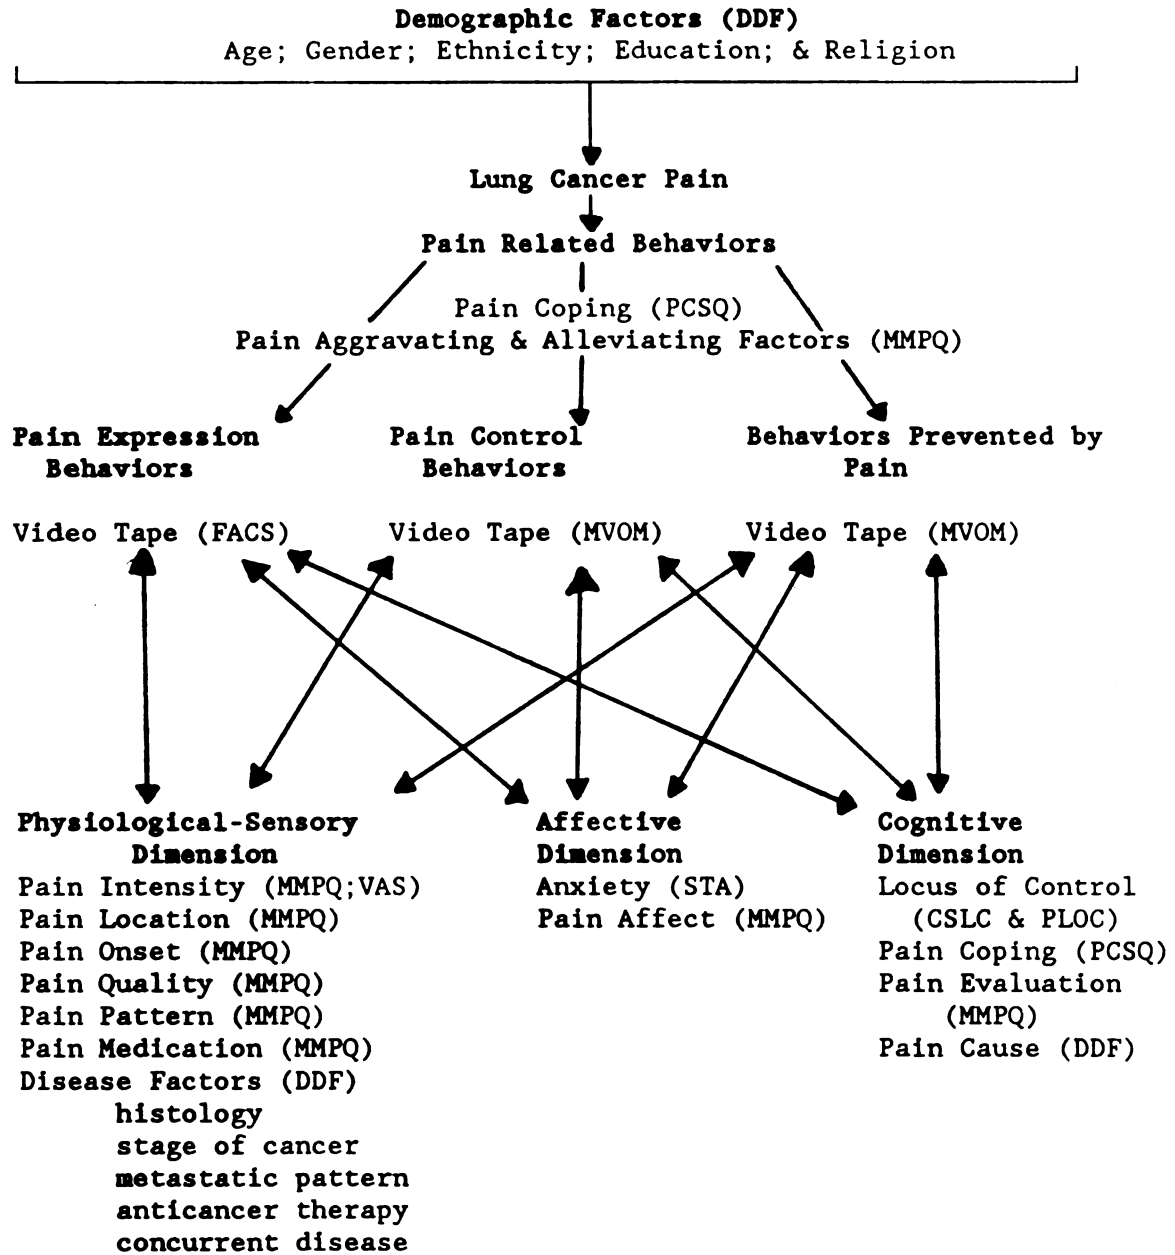 Demographic Factors (DDF)
Age; Gender; Ethnicity; Education; & Religion
Lung Cancer Pain
Pain Related Behaviors
Pain Coping (PCSQ)
Pain Aggravating & Alleviating Factors (MMPQ)
Pain Expression
Behaviors
Pain Control
Behaviors
Behaviors Prevented by
Pain
Video Tape (FACS)
Video Tape (MVOM)
Video Tape (MVOM)
Physiological-Sensory
Dimension
Pain Intensity (MMPQ;VAS)
Pain Location (MMPQ)
Pain Onset (MMPQ)
Pain Quality (MMPQ)
Pain Pattern (MMPQ)
Pain Medication (MMPQ)
Disease Factors (DDF)
histology
stage of cancer
metastatic pattern
anticancer therapy
concurrent disease
Affective
Dimension
Anxiety (STA)
Pain Affect (MMPQ)
Cognitive
Dimension
Locus of Control
(CSLC & PLOC)
Pain Coping (PCSQ)
Pain Evaluation
(MMPQ)
Pain Cause (DDF)